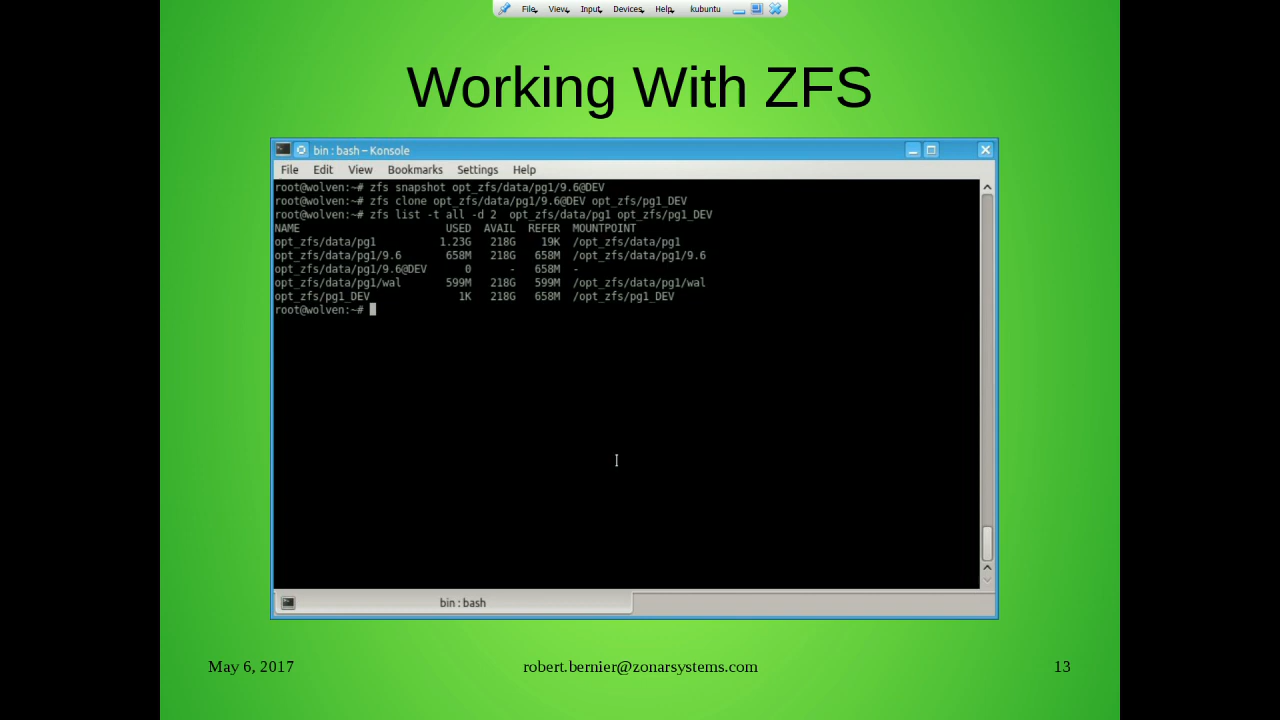 File View Input Devices Help kubuntu
Working With ZFS
bin : bash – Konsole
File Edit View Bookmarks Settings Help
root@wolven:~# zfs snapshot opt_zfs/data/pg1/9.6@DEV
root@wolven:~# zfs clone opt_zfs/data/pg1/9.6@DEV opt_zfs/pg1_DEV
root@wolven:~# zfs list -t all -d 2  opt_zfs/data/pg1 opt_zfs/pg1_DEV
NAME                       USED  AVAIL  REFER  MOUNTPOINT
opt_zfs/data/pg1          1.23G   218G    19K  /opt_zfs/data/pg1
opt_zfs/data/pg1/9.6       658M   218G   658M  /opt_zfs/data/pg1/9.6
opt_zfs/data/pg1/9.6@DEV      0      -   658M  -
opt_zfs/data/pg1/wal       599M   218G   599M  /opt_zfs/data/pg1/wal
opt_zfs/pg1_DEV              1K   218G   658M  /opt_zfs/pg1_DEV
root@wolven:~#
bin : bash
May 6, 2017 robert.bernier@zonarsystems.com 13